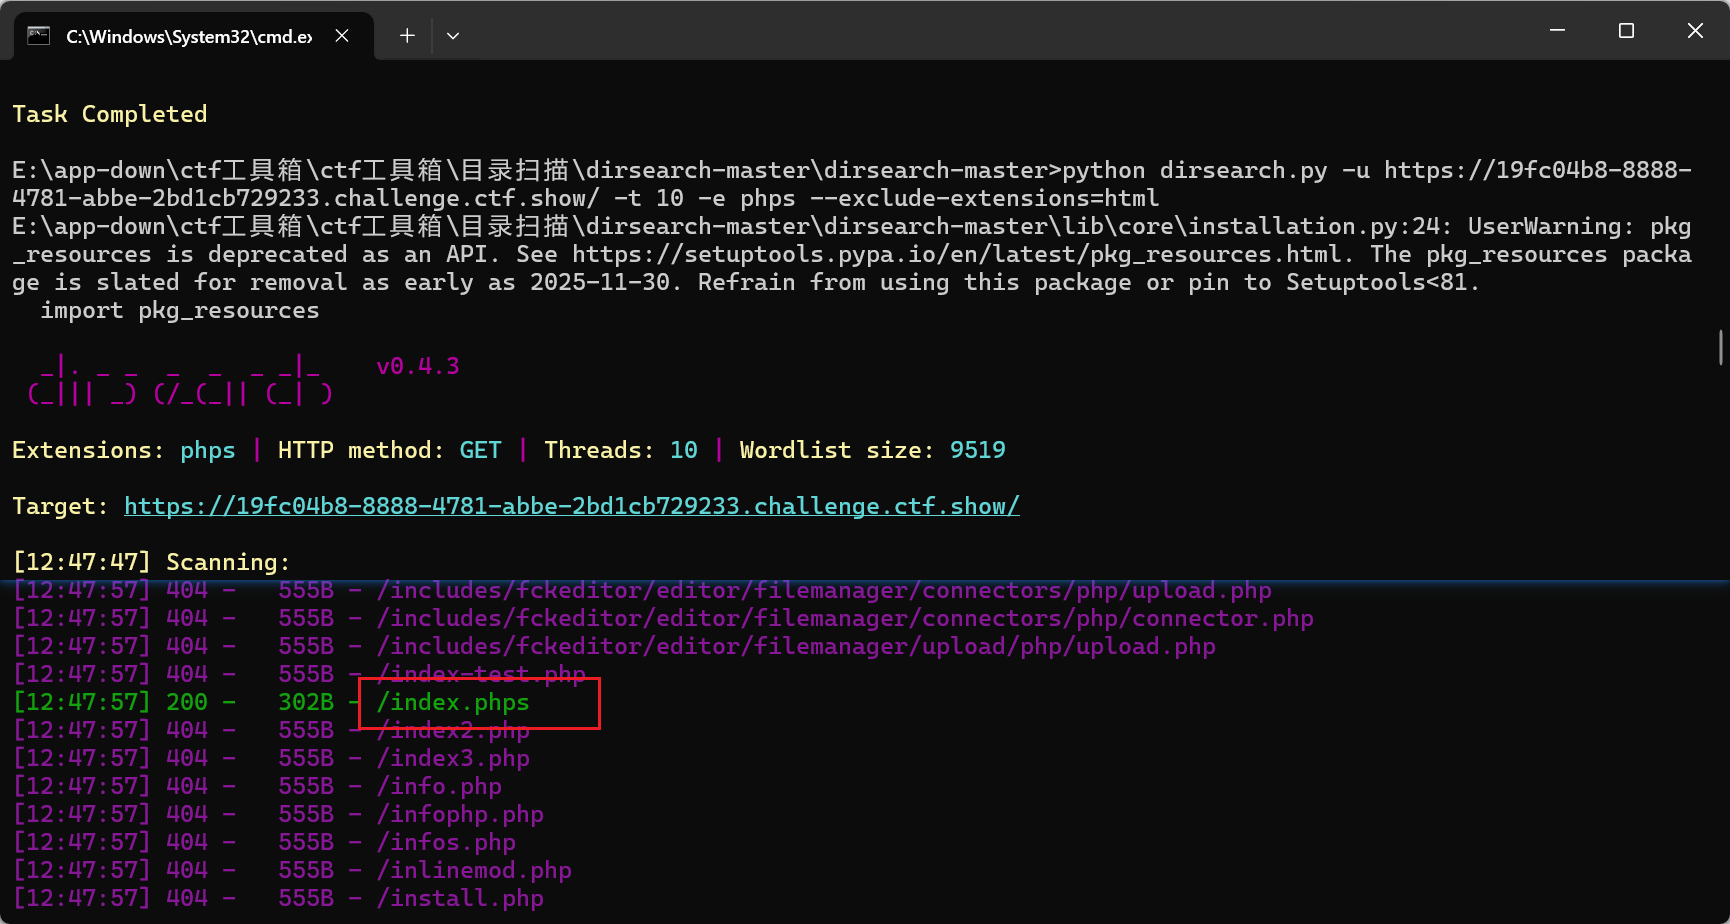 C:\Windows\System32\cmd.ex
Task Completed
E:\app-down\ctf工具箱\ctf工具箱\目录扫描\dirsearch-master\dirsearch-master>python dirsearch.py -u https://19fc04b8-8888-
4781-abbe-2bd1cb729233.challenge.ctf.show/ -t 10 -e phps --exclude-extensions=html
E:\app-down\ctf工具箱\ctf工具箱\目录扫描\dirsearch-master\dirsearch-master\lib\core\installation.py:24: UserWarning: pkg
_resources is deprecated as an API. See https://setuptools.pypa.io/en/latest/pkg_resources.html. The pkg_resources packa
ge is slated for removal as early as 2025-11-30. Refrain from using this package or pin to Setuptools<81.
  import pkg_resources
  _|. _ _  _  _  _ _|_    v0.4.3
 (_||| _) (/_(_|| (_| )
Extensions: phps | HTTP method: GET | Threads: 10 | Wordlist size: 9519
Target: https://19fc04b8-8888-4781-abbe-2bd1cb729233.challenge.ctf.show/
[12:47:47] Scanning:
[12:47:57] 404 -   555B - /includes/fckeditor/editor/filemanager/connectors/php/upload.php
[12:47:57] 404 -   555B - /includes/fckeditor/editor/filemanager/connectors/php/connector.php
[12:47:57] 404 -   555B - /includes/fckeditor/editor/filemanager/upload/php/upload.php
[12:47:57] 404 -   555B - /index-test.php
[12:47:57] 200 -   302B - /index.phps
[12:47:57] 404 -   555B - /index2.php
[12:47:57] 404 -   555B - /index3.php
[12:47:57] 404 -   555B - /info.php
[12:47:57] 404 -   555B - /infophp.php
[12:47:57] 404 -   555B - /infos.php
[12:47:57] 404 -   555B - /inlinemod.php
[12:47:57] 404 -   555B - /install.php